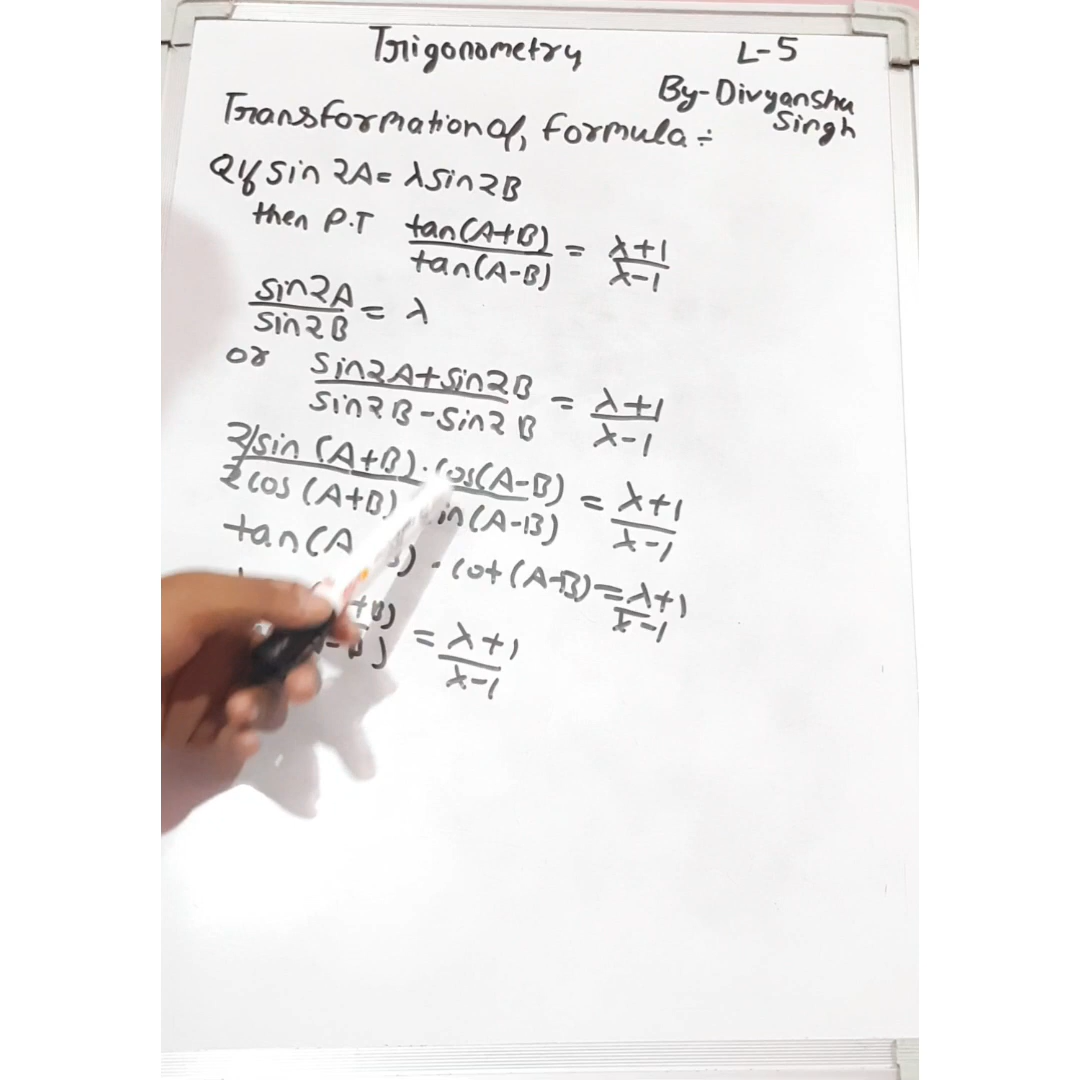 Trigonometry L-5
By-Divyanshu Singh
Transformational, formula ÷
Q If sin 2A = λ sin 2B
then P.T tan(A+B)/tan(A-B) = λ+1/λ-1
sin2A/sin2B = λ
or sin2A+sin2B/sin2B-sin2B = λ+1/λ-1
2 sin (A+B) · cos(A-B)/2 cos (A+B) in(A-B) = λ+1/λ-1
tan(A B) · cot (A-B) = λ+1/λ-1
+B)/-B) = λ+1/λ-1